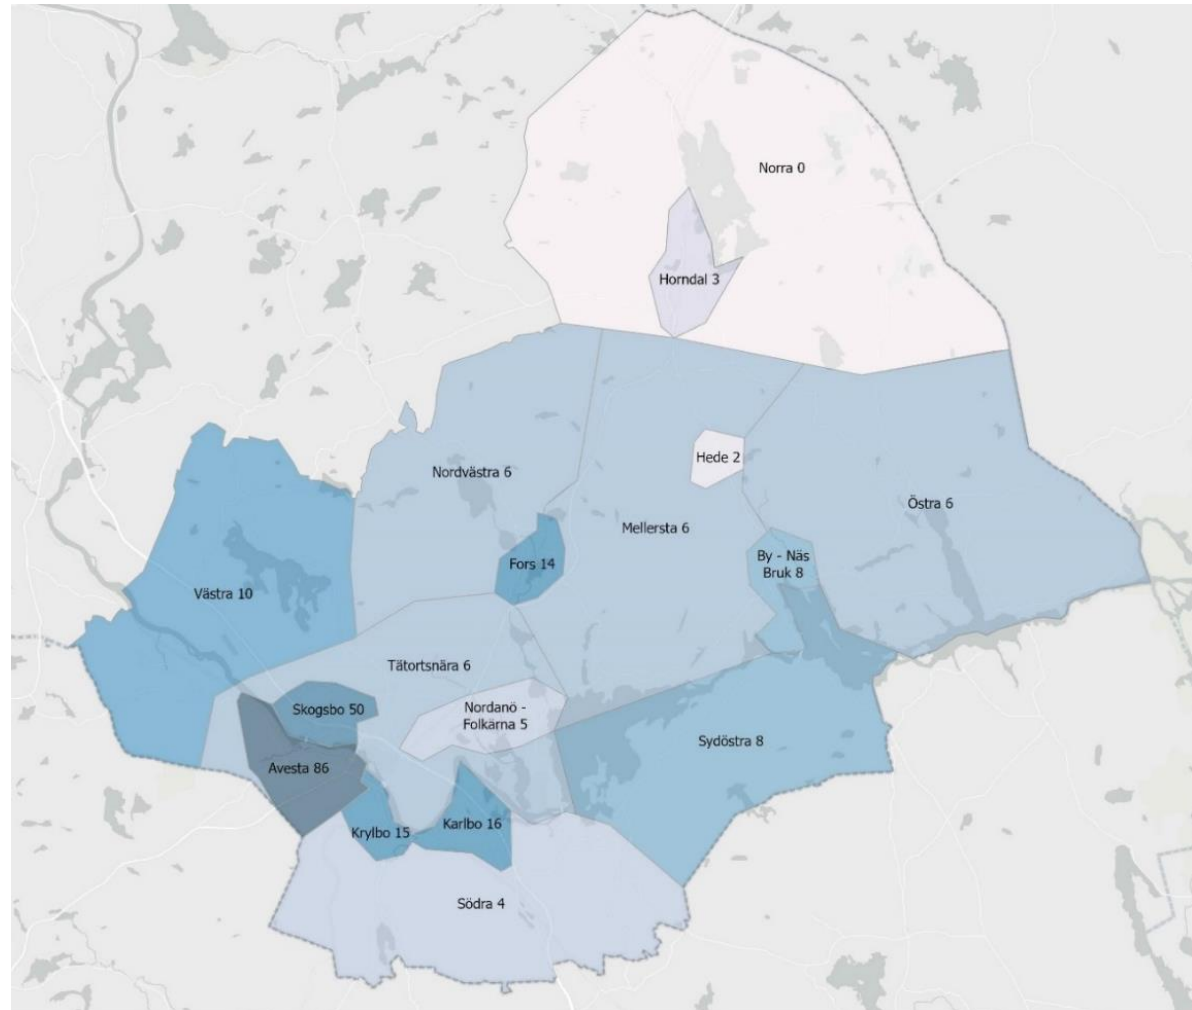 Norra 0
Horndal 3
Hede 2
Nordvästra 6
Östra 6
Mellersta 6
Fors 14
By - Näs
Bruk 8
Västra 10
Tätortsnära 6
Skogsbo 50
Nordanö -
Folkärna 5
Sydöstra 8
Avesta 86
Krylbo 15
Karlbo 16
Södra 4